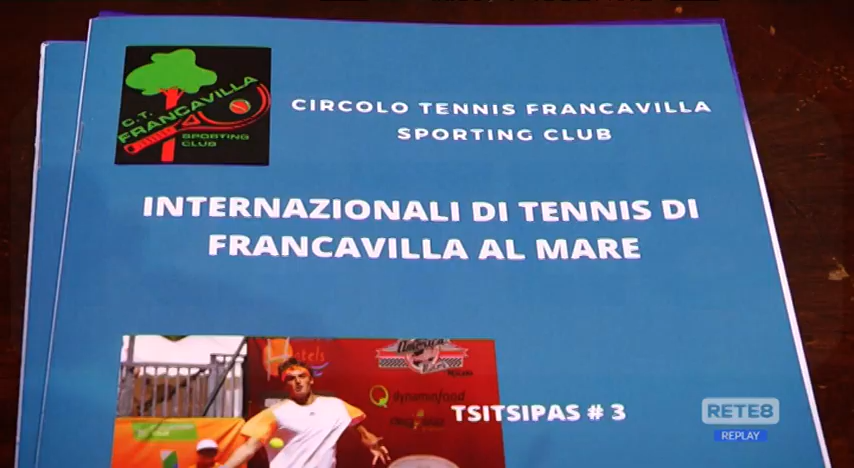 C.T.
FRANCAVILLA
SPORTING
CLUB
CIRCOLO TENNIS FRANCAVILLA
SPORTING CLUB
INTERNAZIONALI DI TENNIS DI
FRANCAVILLA AL MARE
dynamifood
TSITSIPAS # 3
RETE8
REPLAY